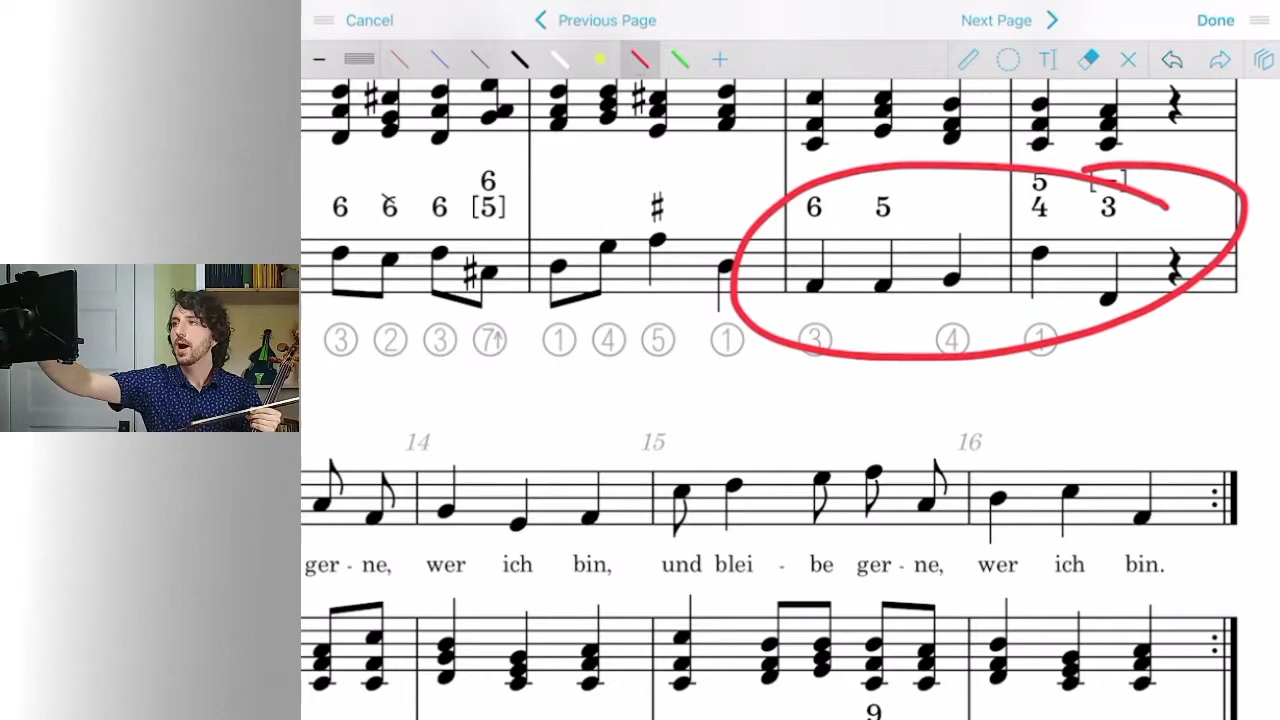 Cancel Previous Page Next Page Done
6
5 [–]
6 6 6 [5] ♯ 6 5 4 3
3 2 3 7↑ 1 4 5 1 3 4 1
14 15 16
ger - ne, wer ich bin, und blei - be ger - ne, wer ich bin.
9